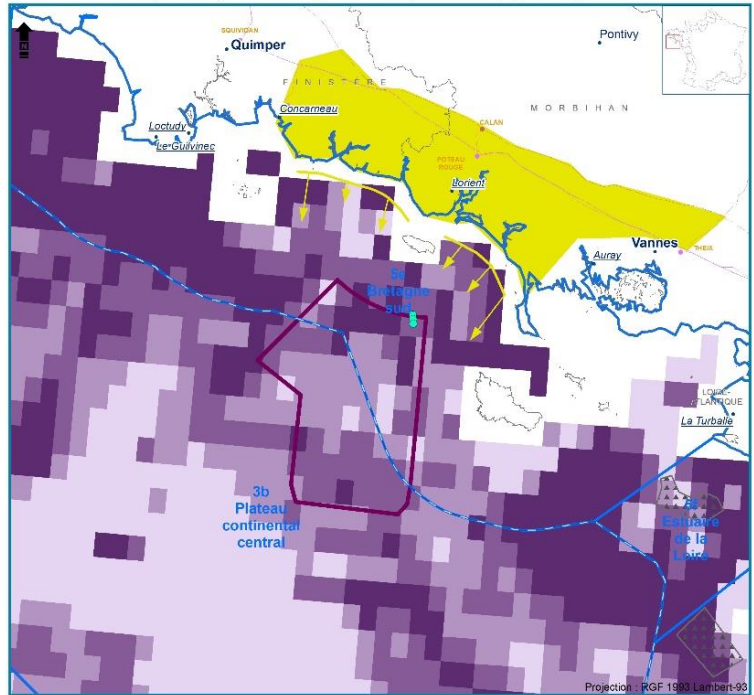 N
SQUIVIDAN
Quimper
Pontivy
FINISTÈRE
MORBIHAN
Concarneau
Loctudy
Le Guilvinec
CALAN
POTEAU
ROUGE
Lorient
Vannes
THEIX
Auray
5a
Bretagne
sud
LOIRE-
ATLANTIQUE
La Turballe
3b
Plateau
continental
central
Estuaire
de la
Loire
Projection : RGF 1993 Lambert-93